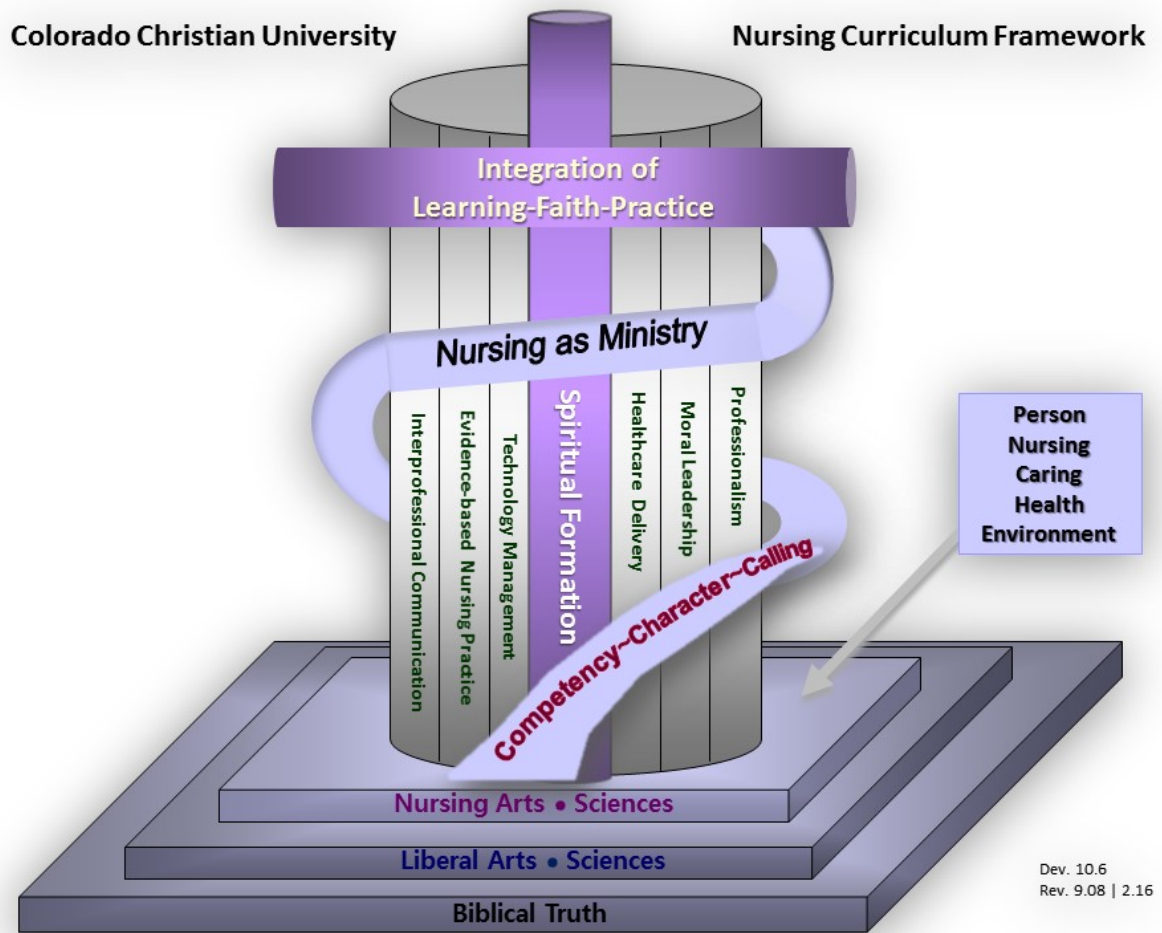 Colorado Christian University
Nursing Curriculum Framework
Integration of
Learning-Faith-Practice
Nursing as Ministry
Interprofessional Communication
Evidence-based Nursing Practice
Technology Management
Spiritual Formation
Healthcare Delivery
Moral Leadership
Professionalism
Person
Nursing
Caring
Health
Environment
Competency~Character~Calling
Nursing Arts • Sciences
Liberal Arts • Sciences
Biblical Truth
Dev. 10.6
Rev. 9.08 | 2.16